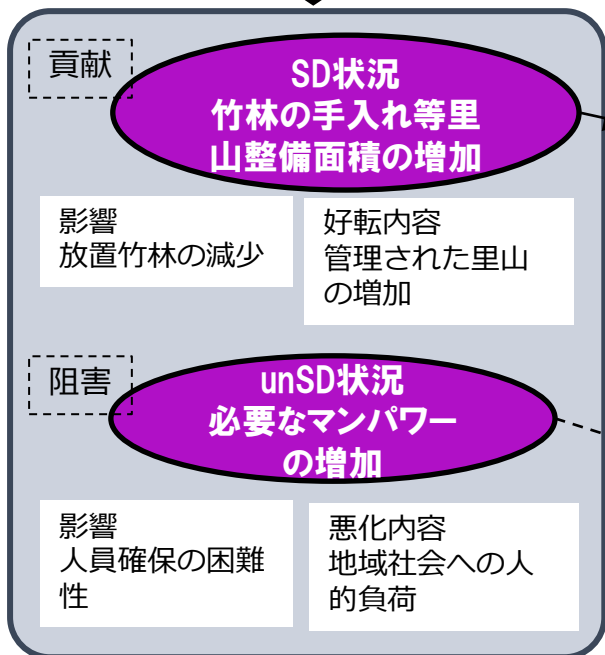 貢献
SD状況
竹林の手入れ等里
山整備面積の増加
影響
放置竹林の減少
好転内容
管理された里山
の増加
阻害
unSD状況
必要なマンパワー
の増加
影響
人員確保の困難
性
悪化内容
地域社会への人
的負荷